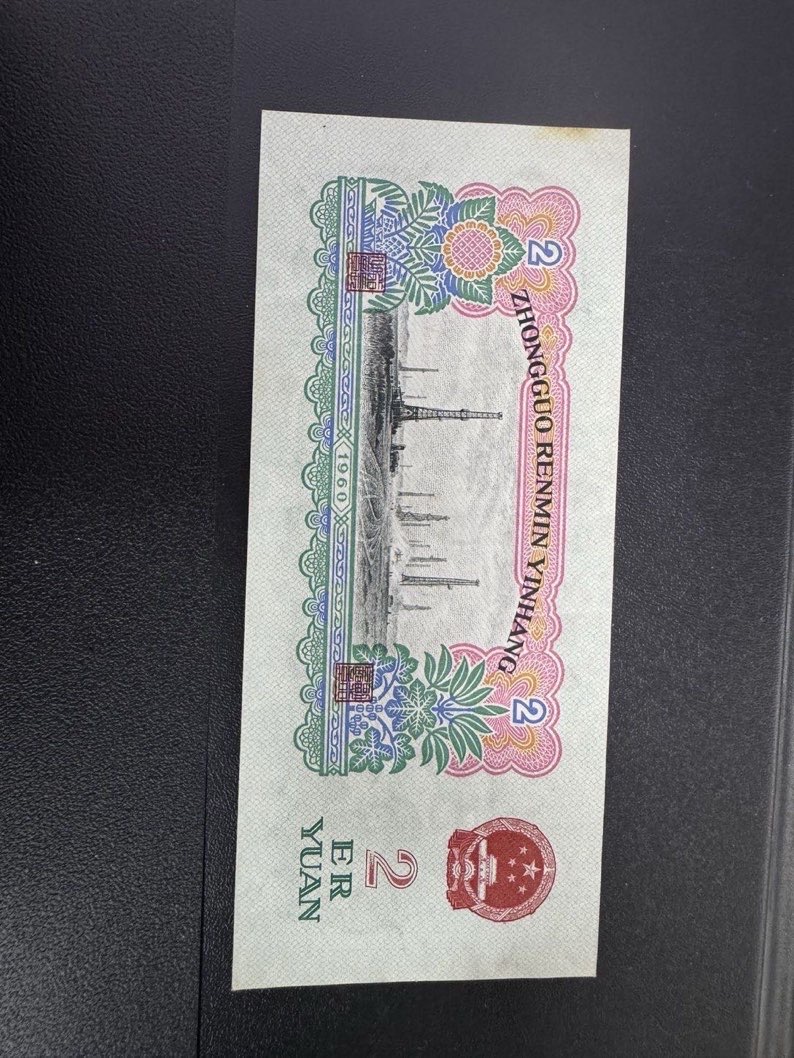 2
ZHONGGUO RENMIN YINHANG
2
1960
2
ER
YUAN